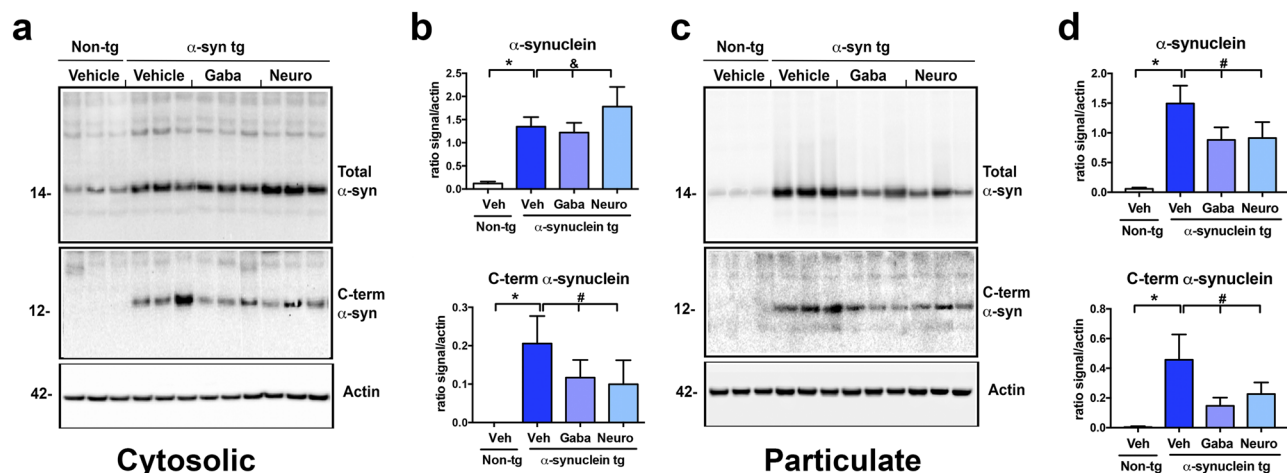 a
Non-tg
α-syn tg
Vehicle
Vehicle
Gaba
Neuro
14-
Total
α-syn
12-
C-term
α-syn
42-
Actin
Cytosolic
b
α-synuclein
*
&
ratio signal/actin
2.5
2.0
1.5
1.0
0.5
0.0
Veh
Veh
Gaba
Neuro
Non-tg
α-synuclein tg
C-term α-synuclein
*
#
ratio signal/actin
0.3
0.2
0.1
0.0
Veh
Veh
Gaba
Neuro
Non-tg
α-synuclein tg
c
Non-tg
α-syn tg
Vehicle
Vehicle
Gaba
Neuro
14-
Total
α-syn
12-
C-term
α-syn
42-
Actin
Particulate
d
α-synuclein
*
#
ratio signal/actin
2.0
1.5
1.0
0.5
0.0
Veh
Veh
Gaba
Neuro
Non-tg
α-synuclein tg
C-term α-synuclein
*
#
ratio signal/actin
0.8
0.6
0.4
0.2
0.0
Veh
Veh
Gaba
Neuro
Non-tg
α-synuclein tg